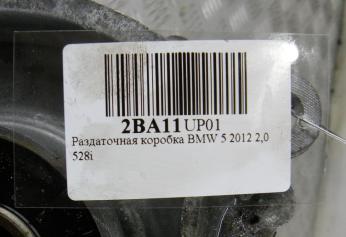 2BA11UP01
Раздаточная коробка BMW 5 2012 2,0
528i